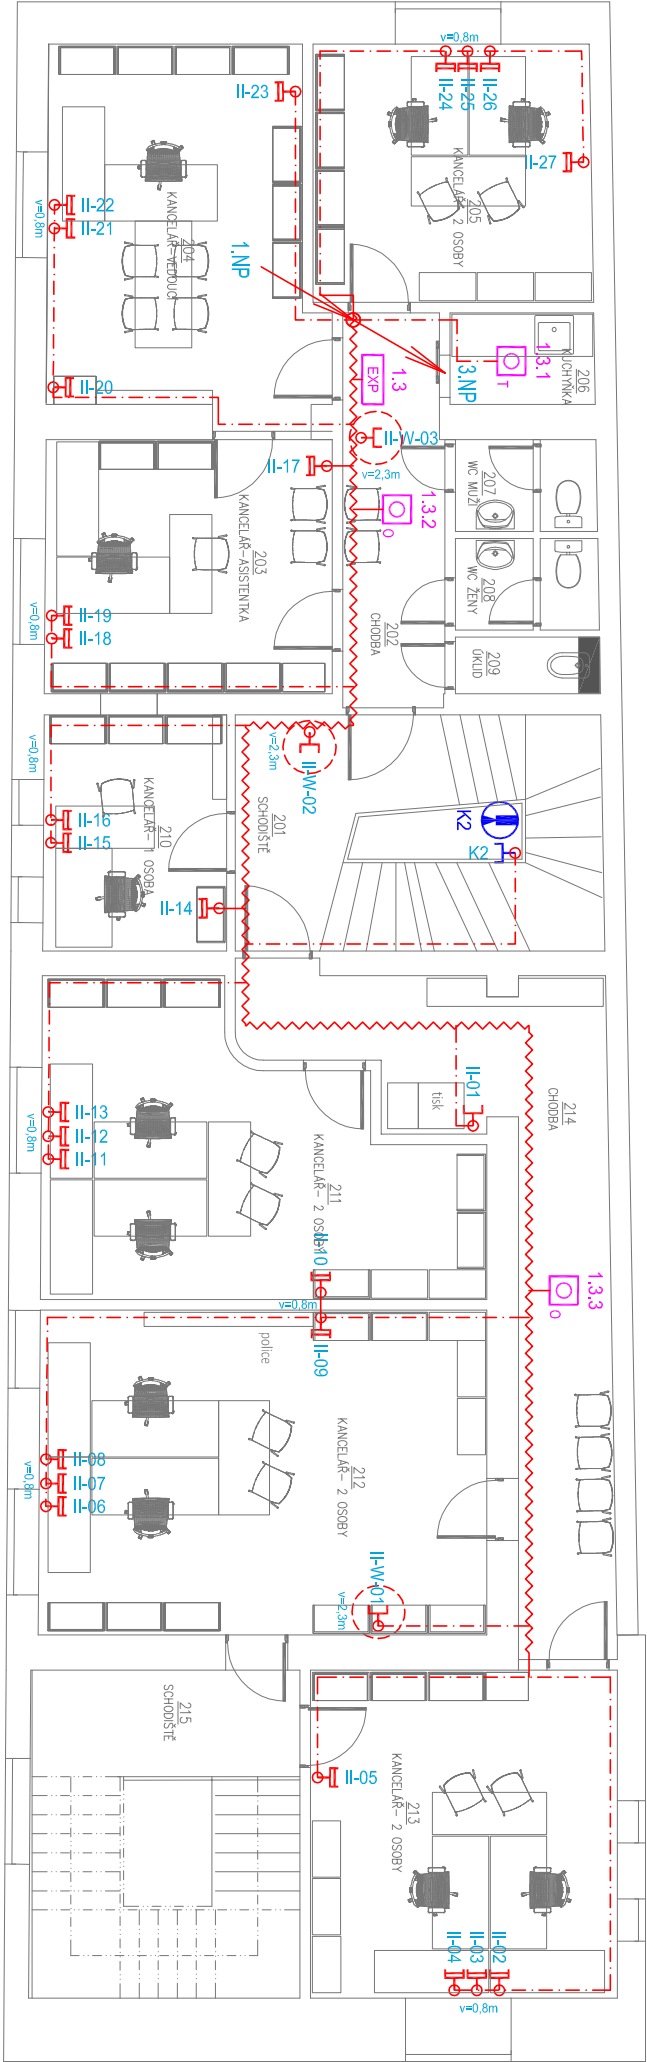 v=0,8m
II-24
II-25
II-26
II-27
II-23
205
KANCELÁŘ- 2 OSOBY
II-22
II-21
v=0,8m
204
KANCELÁŘ-VEDOUCÍ
1.NP
3.NP
1.3.1
T
206
KUCHYŇKA
1.3
EXP
II-20
II-W-03
v=2,3m
II-17
1.3.2
O
207
WC MUŽI
203
KANCELÁŘ-ASISTENTKA
208
WC ŽENY
202
CHODBA
209
ÚKLID
II-19
II-18
v=0,8m
II-W-02
v=2,3m
201
SCHODIŠTĚ
K2
K2
v=0,8m
II-16
II-15
210
KANCELÁŘ- 1 OSOBA
II-14
II-01
tisk
214
CHODBA
II-13
II-12
II-11
v=0,8m
211
KANCELÁŘ- 2 OSOBY
II-10
v=0,8m
II-09
1.3.3
O
police
II-08
II-07
II-06
v=0,8m
212
KANCELÁŘ- 2 OSOBY
II-W-01
v=2,3m
215
SCHODIŠTĚ
II-05
213
KANCELÁŘ- 2 OSOBY
II-04
II-03
II-02
v=0,8m